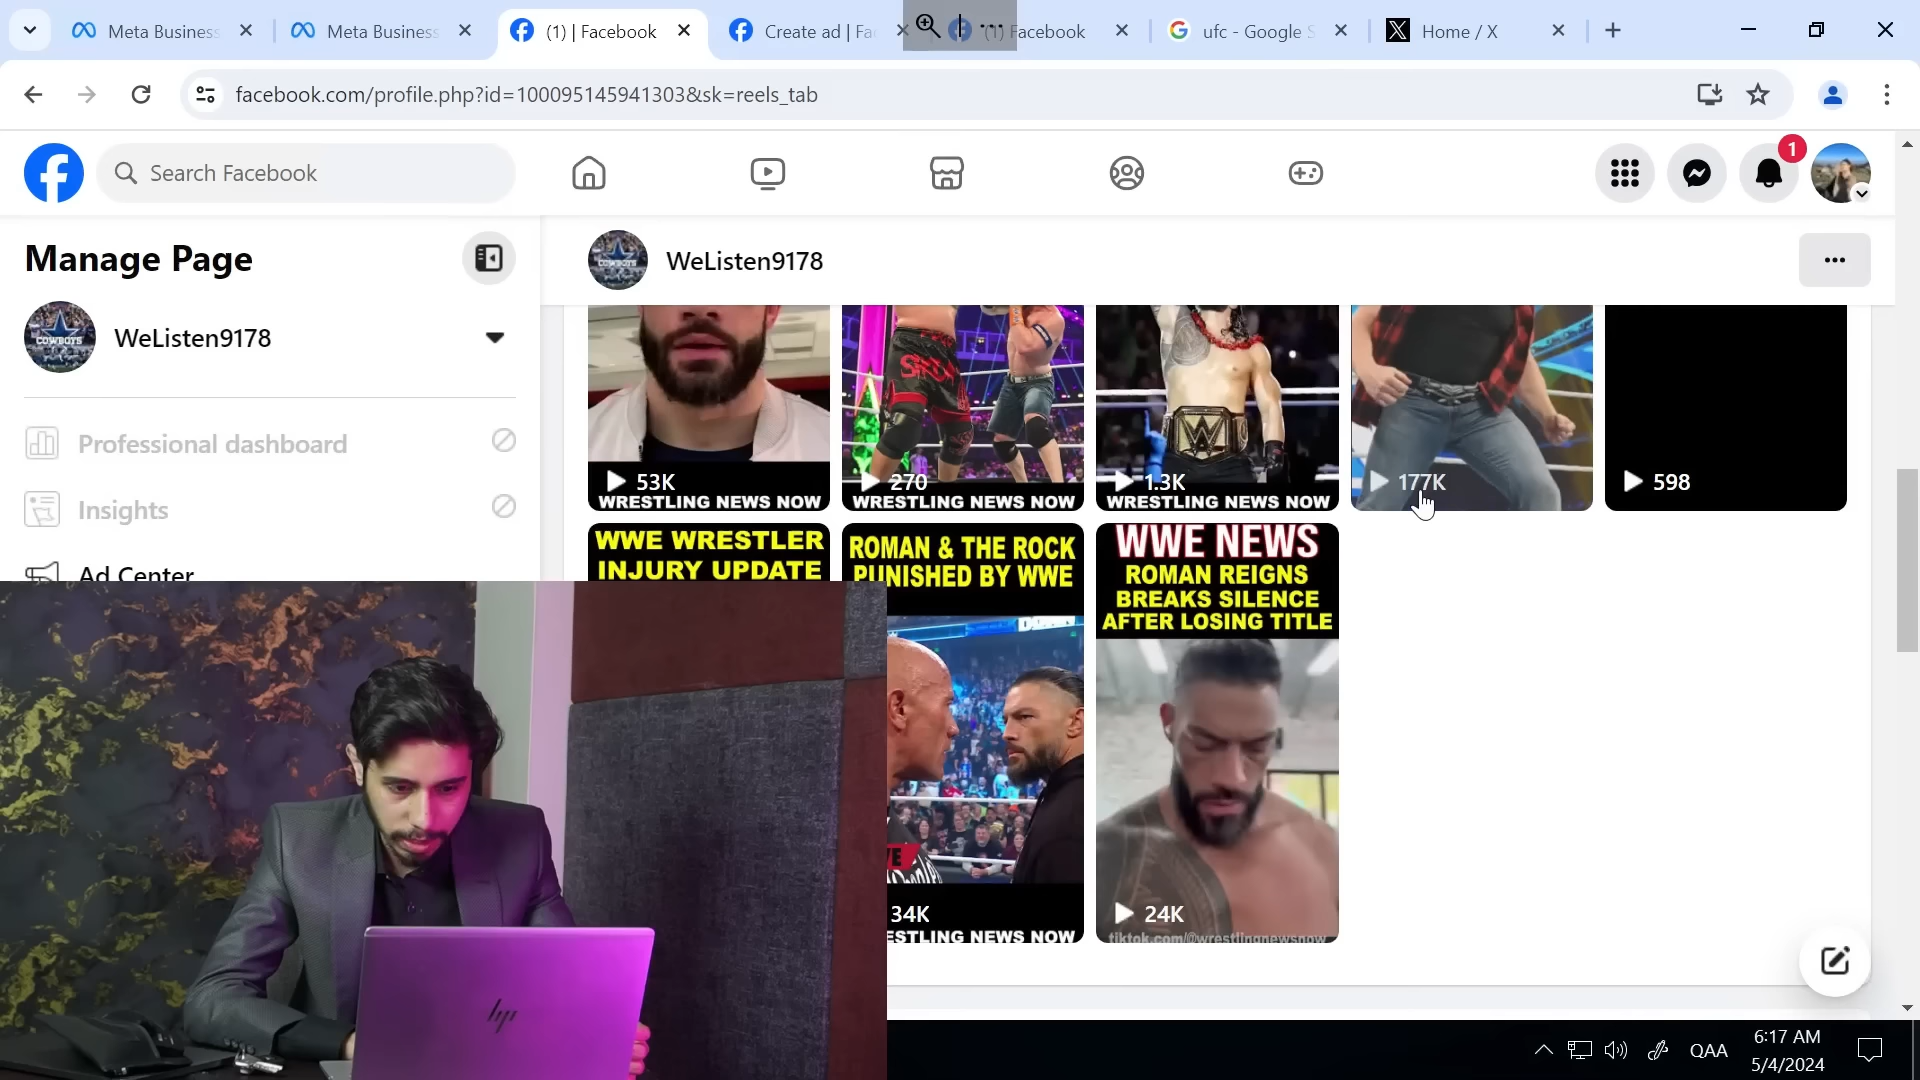 Meta Business
Meta Business
(1) | Facebook
Create ad | Fa
(1) Facebook
ufc - Google S
Home / X
facebook.com/profile.php?id=100095145941303&sk=reels_tab
Search Facebook
1
Manage Page
WeListen9178
COWBOYS
WeListen9178
Professional dashboard
Insights
Ad Center
53K
WRESTLING NEWS NOW
270
WRESTLING NEWS NOW
1.3K
WRESTLING NEWS NOW
177K
598
WWE WRESTLER
INJURY UPDATE
ROMAN & THE ROCK
PUNISHED BY WWE
34K
ESTLING NEWS NOW
WWE NEWS
ROMAN REIGNS
BREAKS SILENCE
AFTER LOSING TITLE
24K
tiktok.com/@wrestlingnewsnow
hp
QAA
6:17 AM
5/4/2024